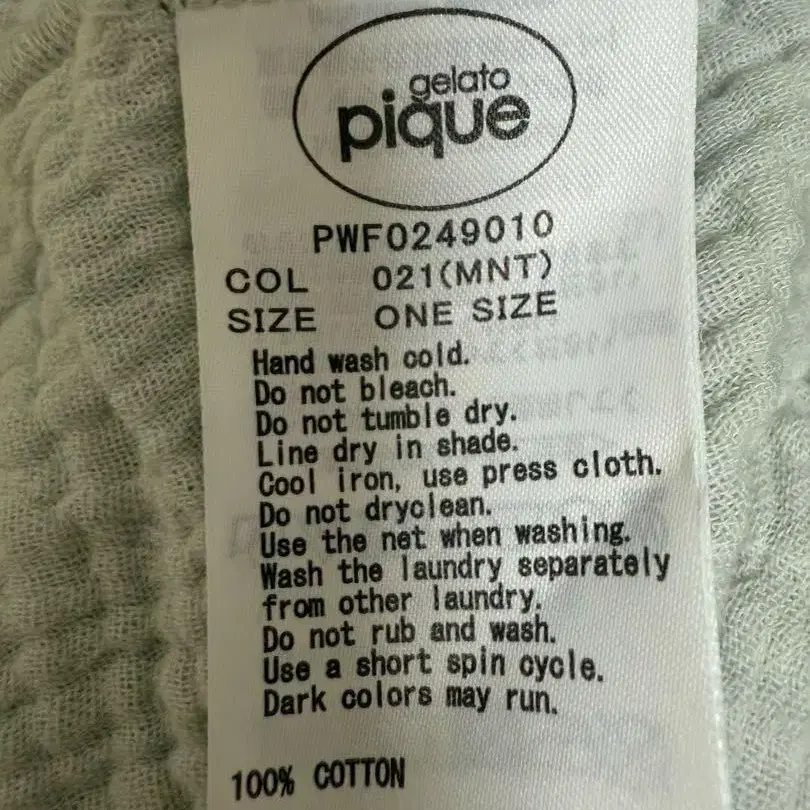 gelato
pique
PWF0249010
COL 021(MNT)
SIZE ONE SIZE
Hand wash cold.
Do not bleach.
Do not tumble dry.
Line dry in shade.
Cool iron, use press cloth.
Do not dryclean.
Use the net when washing.
Wash the laundry separately
from other laundry.
Do not rub and wash.
Use a short spin cycle.
Dark colors may run.
100% COTTON